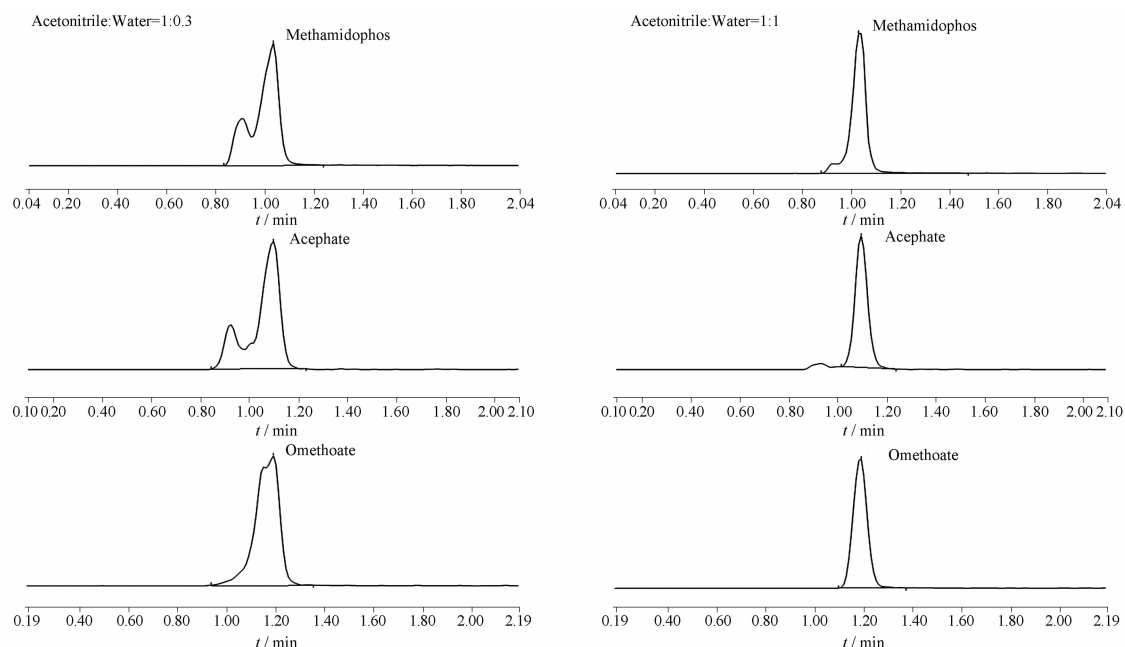 Acetonitrile:Water=1:0.3
Methamidophos
0.04 0.20 0.40 0.60 0.80 1.00 1.20 1.40 1.60 1.80 2.04
t / min
Acephate
0.10 0.20 0.40 0.60 0.80 1.00 1.20 1.40 1.60 1.80 2.00 2.10
t / min
Omethoate
0.19 0.40 0.60 0.80 1.00 1.20 1.40 1.60 1.80 2.00 2.19
t / min
Acetonitrile:Water=1:1
Methamidophos
0.04 0.20 0.40 0.60 0.80 1.00 1.20 1.40 1.60 1.80 2.04
t / min
Acephate
0.10 0.20 0.40 0.60 0.80 1.00 1.20 1.40 1.60 1.80 2.00 2.10
t / min
Omethoate
0.19 0.40 0.60 0.80 1.00 1.20 1.40 1.60 1.80 2.00 2.19
t / min